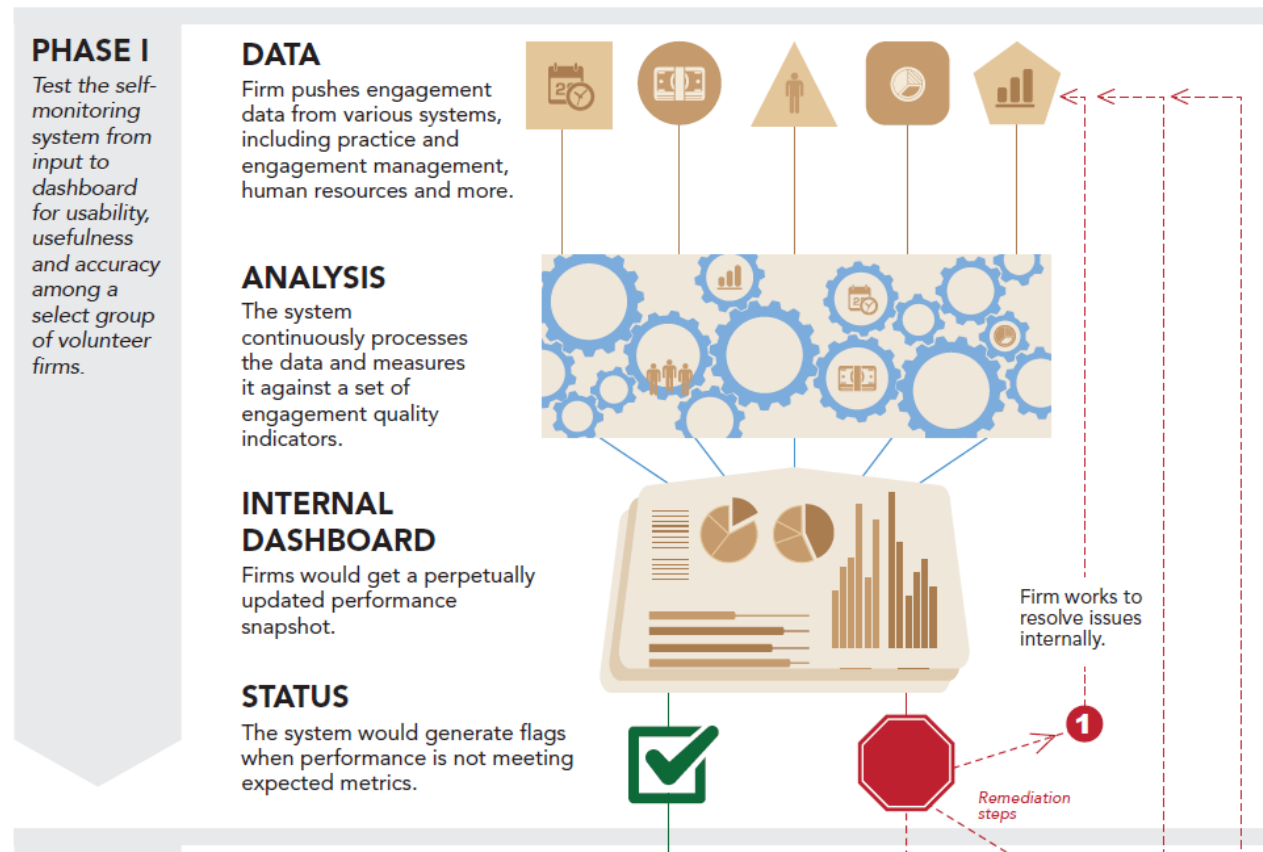 PHASE I
Test the self-
monitoring
system from
input to
dashboard
for usability,
usefulness
and accuracy
among a
select group
of volunteer
firms.
DATA
Firm pushes engagement
data from various systems,
including practice and
engagement management,
human resources and more.
ANALYSIS
The system
continuously processes
the data and measures
it against a set of
engagement quality
indicators.
INTERNAL
DASHBOARD
Firms would get a perpetually
updated performance
snapshot.
Firm works to
resolve issues
internally.
STATUS
The system would generate flags
when performance is not meeting
expected metrics.
1
Remediation
steps